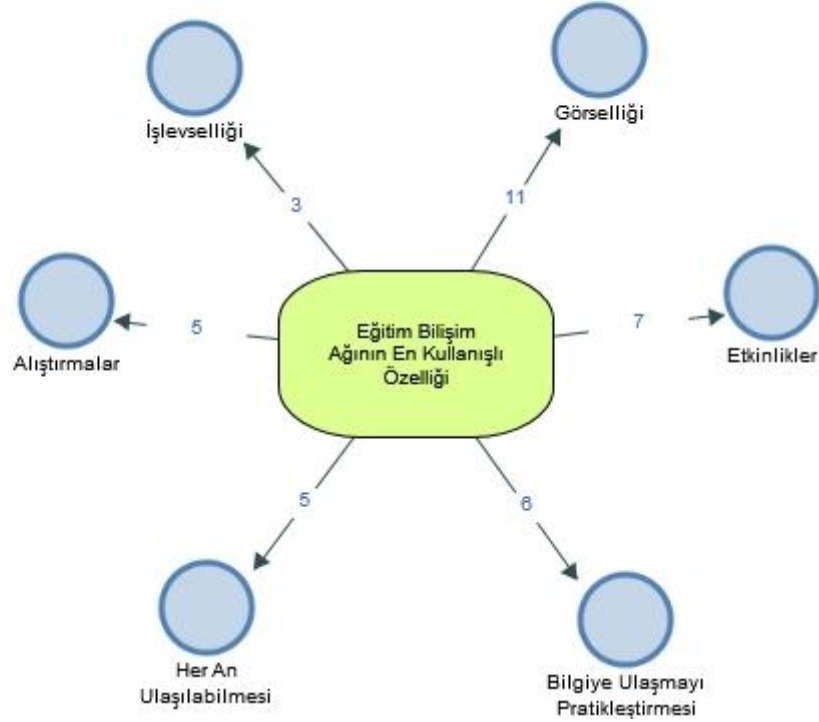 İşlevselliği
Görselliği
3
11
Alıştırmalar
5
Eğitim Bilişim
Ağının En Kullanışlı
Özelliği
7
Etkinlikler
5
6
Her An
Ulaşılabilmesi
Bilgiye Ulaşmayı
Pratikleştirmesi